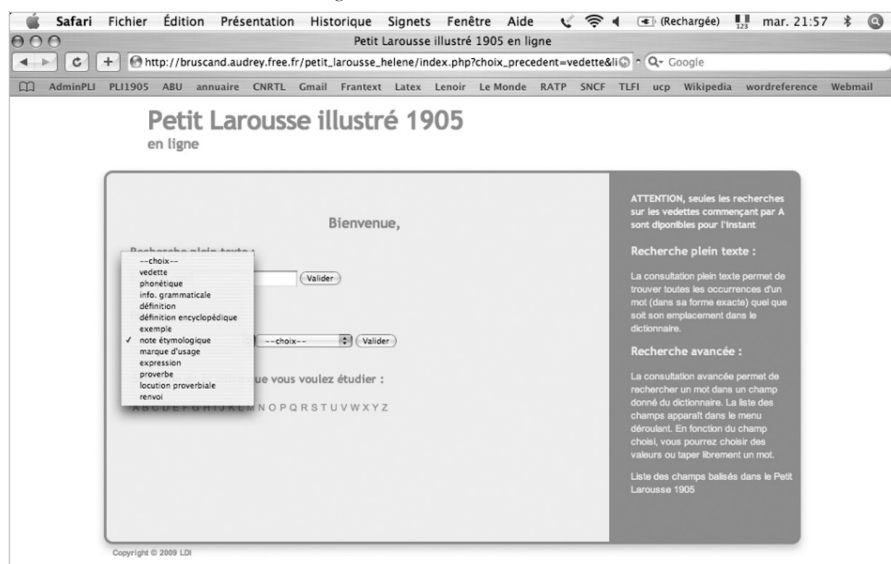 Safari Fichier Édition Présentation Historique Signets Fenêtre Aide (Rechargée) 123 mar. 21:57
Petit Larousse illustré 1905 en ligne
http://bruscand.audrey.free.fr/petit_larousse_helene/index.php?choix_precedent=vedette&li Google
AdminPLI PLI1905 ABU annuaire CNRTL Gmail Frantext Latex Lenoir Le Monde RATP SNCF TLFI ucp Wikipedia wordreference Webmail
Petit Larousse illustré 1905
en ligne
Bienvenue,
Recherche plein texte :
Valider
--choix--
vedette
phonétique
info. grammaticale
définition
définition encyclopédique
exemple
✓ note étymologique
marque d'usage
expression
proverbe
locution proverbiale
renvoi
--choix-- Valider
que vous voulez étudier :
A B C D E F G H I J K L M N O P Q R S T U V W X Y Z
ATTENTION, seules les recherches
sur les vedettes commençant par A
sont diponibles pour l'instant
Recherche plein texte :
La consultation plein texte permet de
trouver toutes les occurrences d'un
mot (dans sa forme exacte) quel que
soit son emplacement dans le
dictionnaire.
Recherche avancée :
La consultation avancée permet de
rechercher un mot dans un champ
donné du dictionnaire. La liste des
champs apparaît dans le menu
déroulant. En fonction du champ
choisi, vous pourrez choisir des
valeurs ou taper librement un mot.
Liste des champs balisés dans le Petit
Larousse 1905
Copyright © 2009 LDI